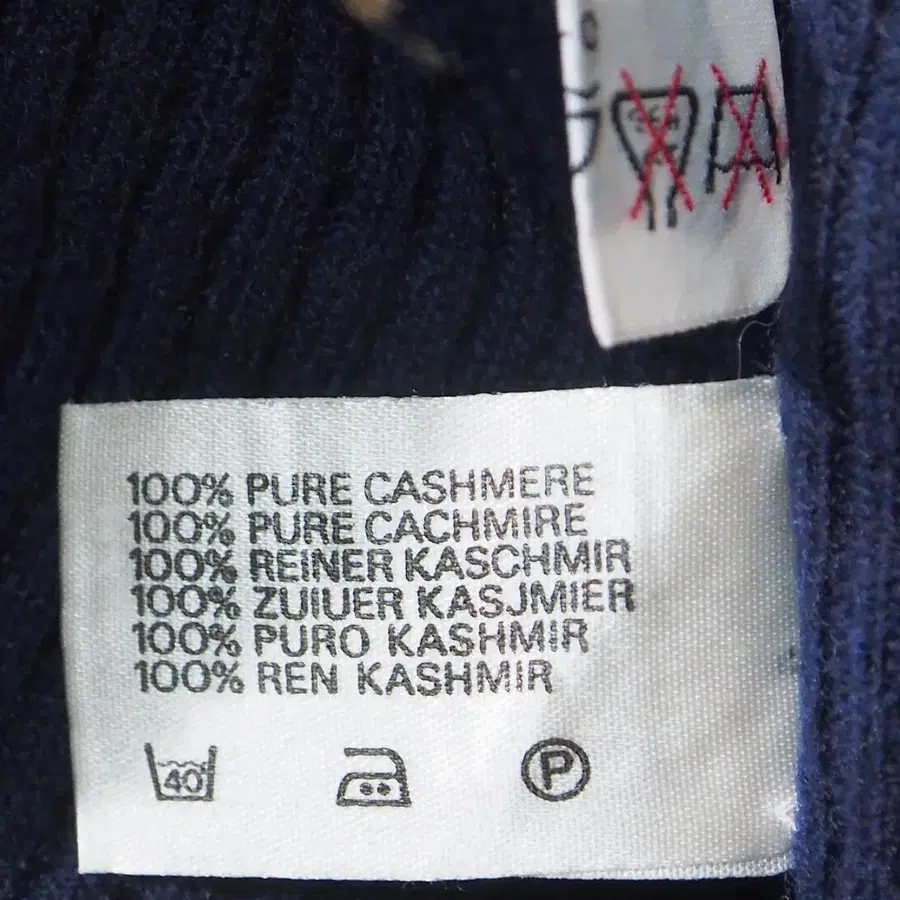 100% PURE CASHMERE
100% PURE CACHMIRE
100% REINER KASCHMIR
100% ZUIUER KASJMIER
100% PURO KASHMIR
100% REN KASHMIR
40 P